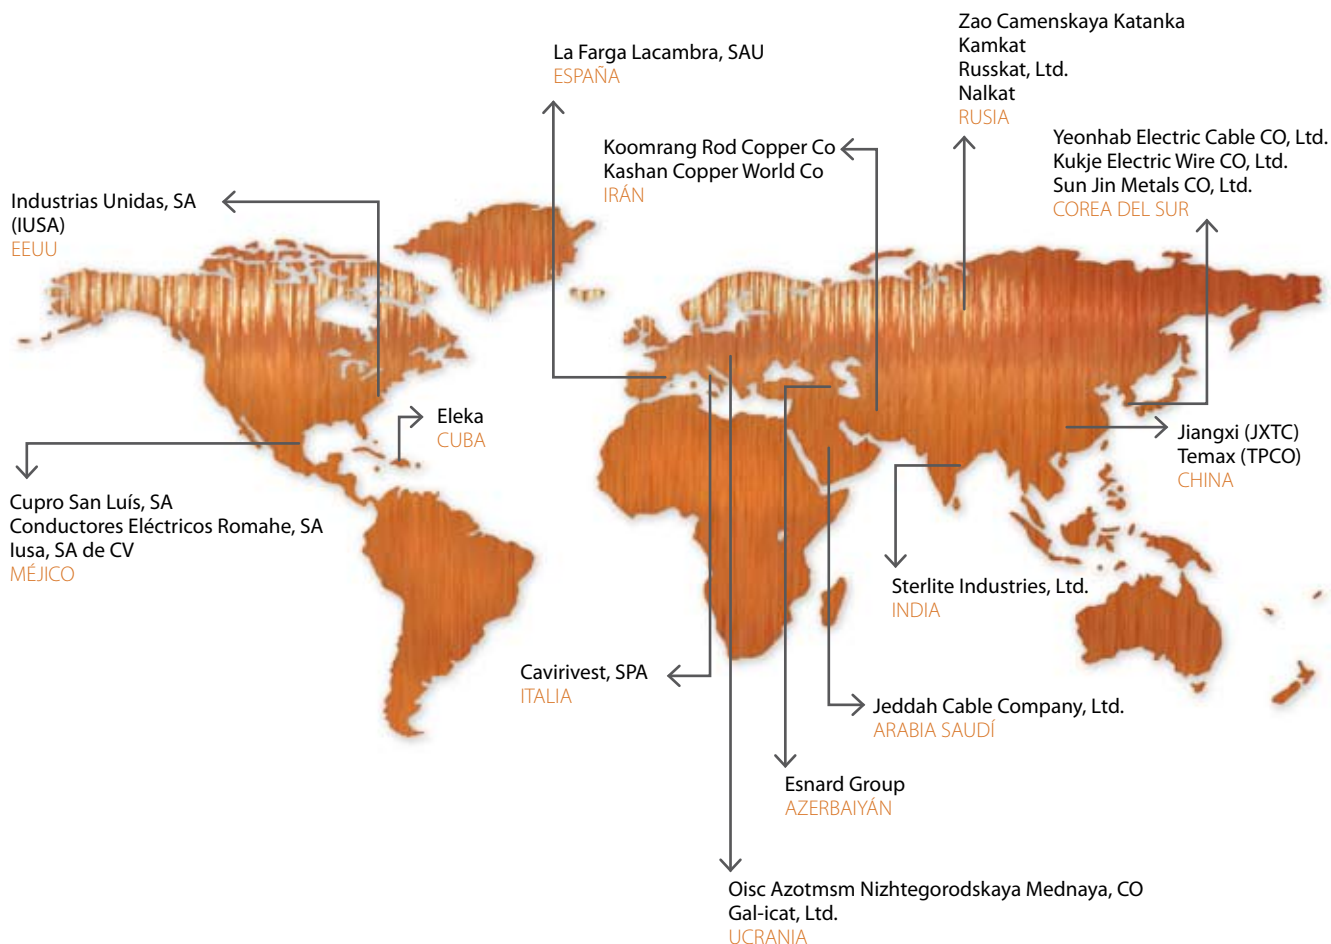 Zao Camenskaya Katanka
Kamkat
Russkat, Ltd.
Nalkat
RUSIA
La Farga Lacambra, SAU
ESPAÑA
Koomrang Rod Copper Co
Kashan Copper World Co
IRÁN
Yeonhab Electric Cable CO, Ltd.
Kukje Electric Wire CO, Ltd.
Sun Jin Metals CO, Ltd.
COREA DEL SUR
Industrias Unidas, SA
(IUSA)
EEUU
Eleka
CUBA
Jiangxi (JXTC)
Temax (TPCO)
CHINA
Cupro San Luís, SA
Conductores Eléctricos Romahe, SA
Iusa, SA de CV
MÉJICO
Sterlite Industries, Ltd.
INDIA
Cavirivest, SPA
ITALIA
Jeddah Cable Company, Ltd.
ARABIA SAUDÍ
Esnard Group
AZERBAIYÁN
Oisc Azotmsm Nizhtegorodskaya Mednaya, CO
Gal-icat, Ltd.
UCRANIA